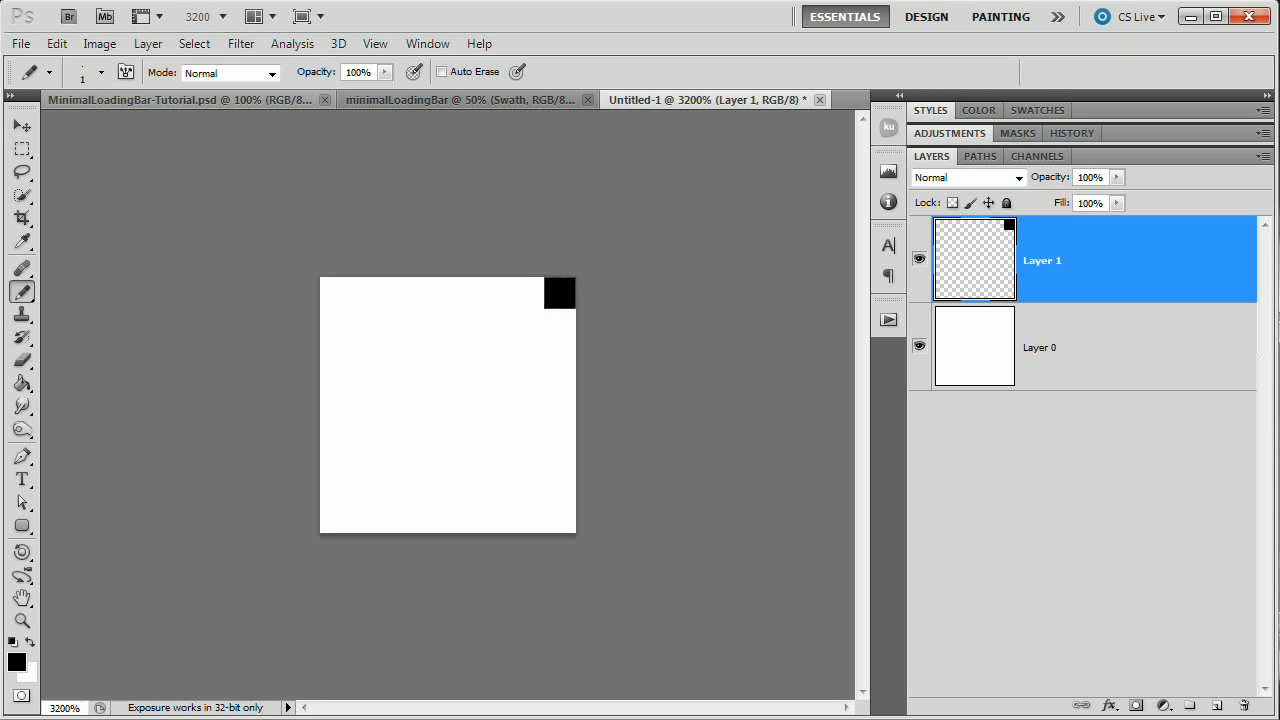 Ps Br Mb 3200 ESSENTIALS DESIGN PAINTING CS Live
File Edit Image Layer Select Filter Analysis 3D View Window Help
1 Mode: Normal Opacity: 100% Auto Erase
MinimalLoadingBar-Tutorial.psd @ 100% (RGB/8... minimalLoadingBar @ 50% (Swath, RGB/8... Untitled-1 @ 3200% (Layer 1, RGB/8) *
STYLES COLOR SWATCHES
ku
ADJUSTMENTS MASKS HISTORY
LAYERS PATHS CHANNELS
Normal Opacity: 100%
Lock: Fill: 100%
A
Layer 1
Layer 0
T
fx
3200% Exposure works in 32-bit only